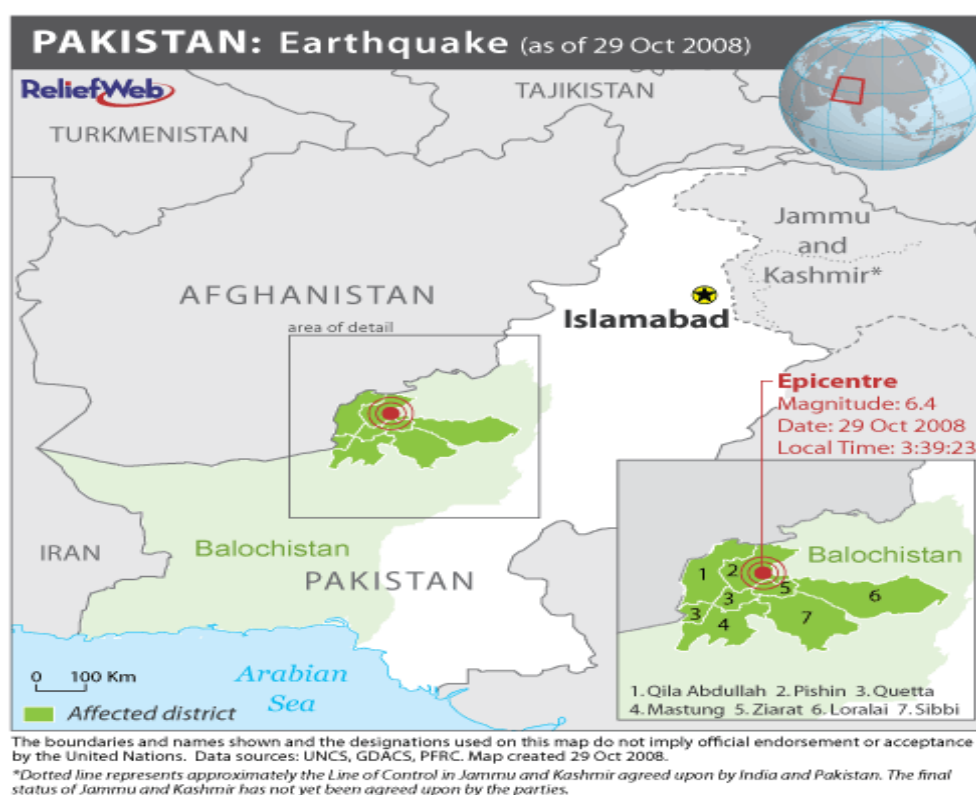 PAKISTAN: Earthquake (as of 29 Oct 2008)
ReliefWeb
TURKMENISTAN
TAJIKISTAN
Jammu
and
Kashmir*
AFGHANISTAN
Islamabad
area of detail
Epicentre
Magnitude: 6.4
Date: 29 Oct 2008
Local Time: 3:39:23
IRAN
Balochistan
PAKISTAN
Balochistan
1
2
3
5
6
3
4
7
0 100 Km
Arabian
Sea
Affected district
1.Qila Abdullah 2.Pishin 3.Quetta
4.Mastung 5.Ziarat 6.Loralai 7.Sibbi
The boundaries and names shown and the designations used on this map do not imply official endorsement or acceptance
by the United Nations. Data sources: UNCS, GDACS, PFRC. Map created 29 Oct 2008.
*Dotted line represents approximately the Line of Control in Jammu and Kashmir agreed upon by India and Pakistan. The final
status of Jammu and Kashmir has not yet been agreed upon by the parties.